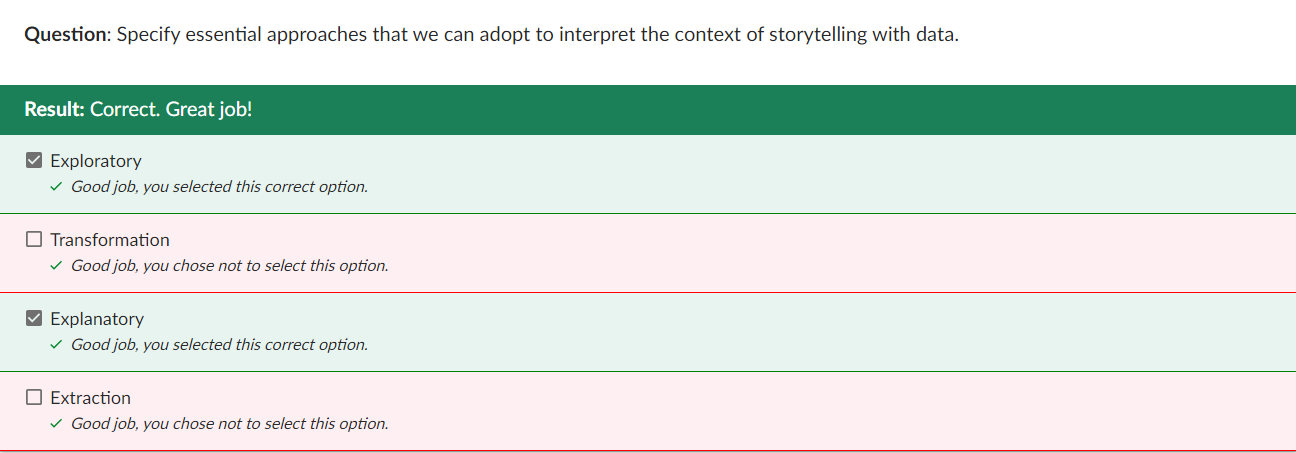 Question: Specify essential approaches that we can adopt to interpret the context of storytelling with data.
Result: Correct. Great job!
Exploratory
Good job, you selected this correct option.
Transformation
Good job, you chose not to select this option.
Explanatory
Good job, you selected this correct option.
Extraction
Good job, you chose not to select this option.